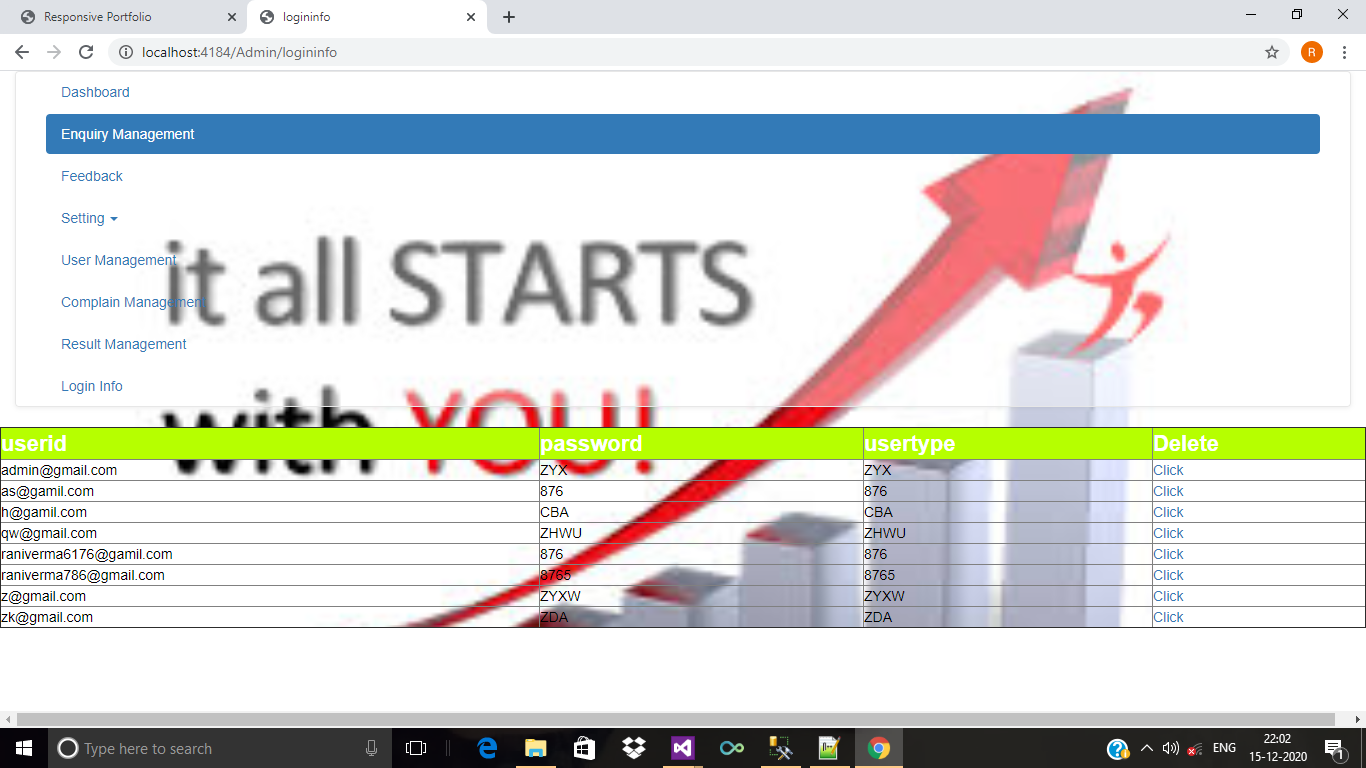 Responsive Portfolio
logininfo
localhost:4184/Admin/logininfo
R
Dashboard
Enquiry Management
Feedback
Setting
User Management
Complain Management
Result Management
Login Info
it all STARTS
with YOU!
userid password usertype Delete
admin@gmail.com ZYX ZYX Click
as@gamil.com 876 876 Click
h@gamil.com CBA CBA Click
qw@gmail.com ZHWU ZHWU Click
raniverma6176@gamil.com 876 876 Click
raniverma786@gmail.com 8765 8765 Click
z@gmail.com ZYXW ZYXW Click
zk@gmail.com ZDA ZDA Click
Type here to search
ENG
22:02
15-12-2020
1